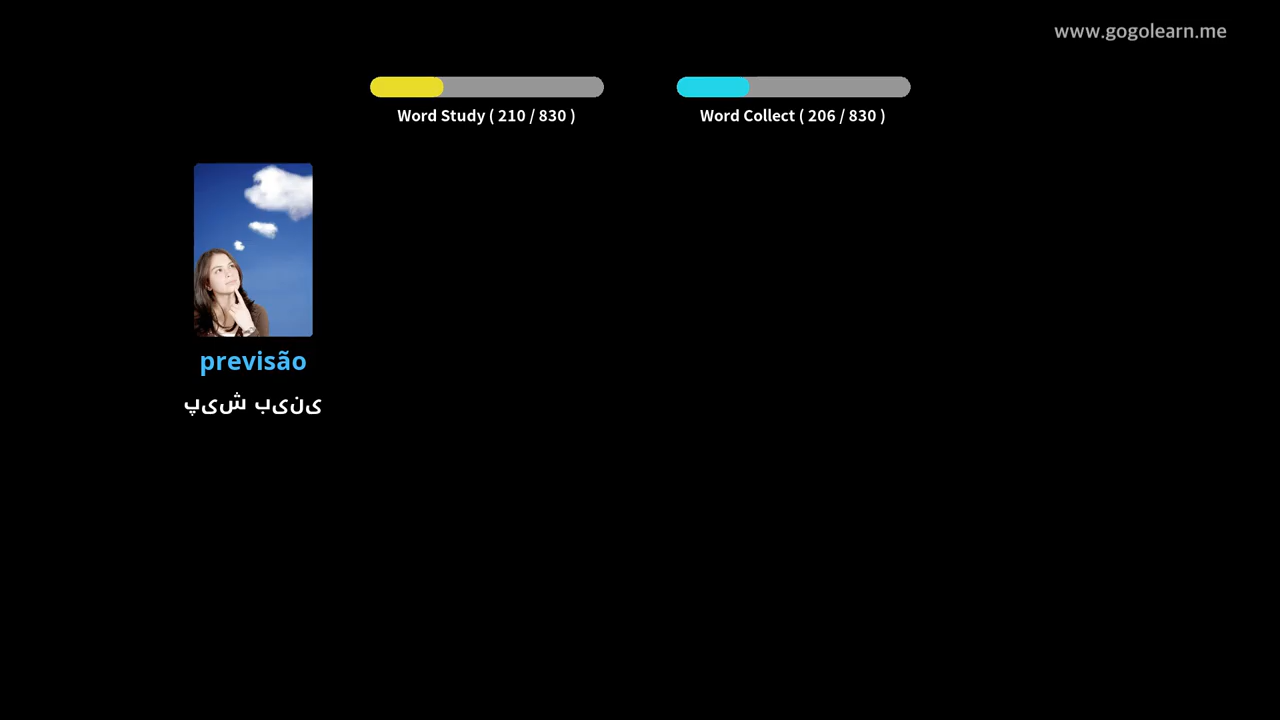 www.gogolearn.me
Word Study ( 210 / 830 )
Word Collect ( 206 / 830 )
previsão
پیش بینی